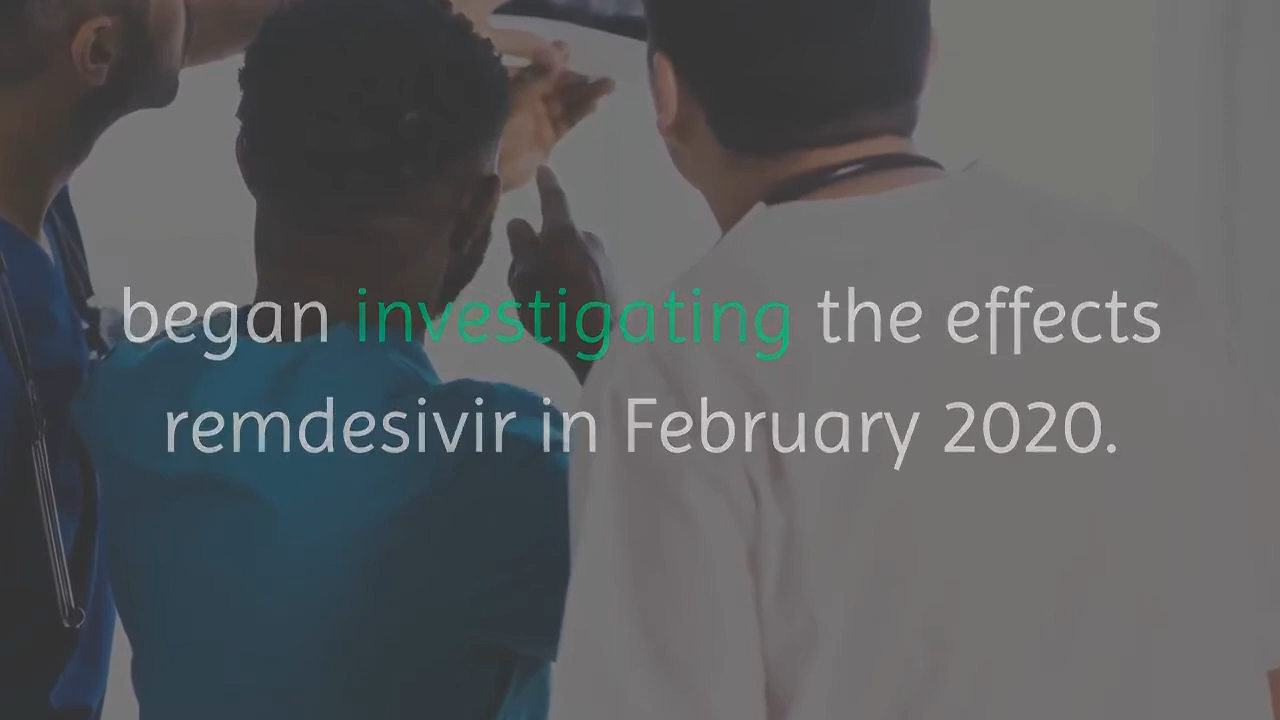 began investigating the effects
remdesivir in February 2020.